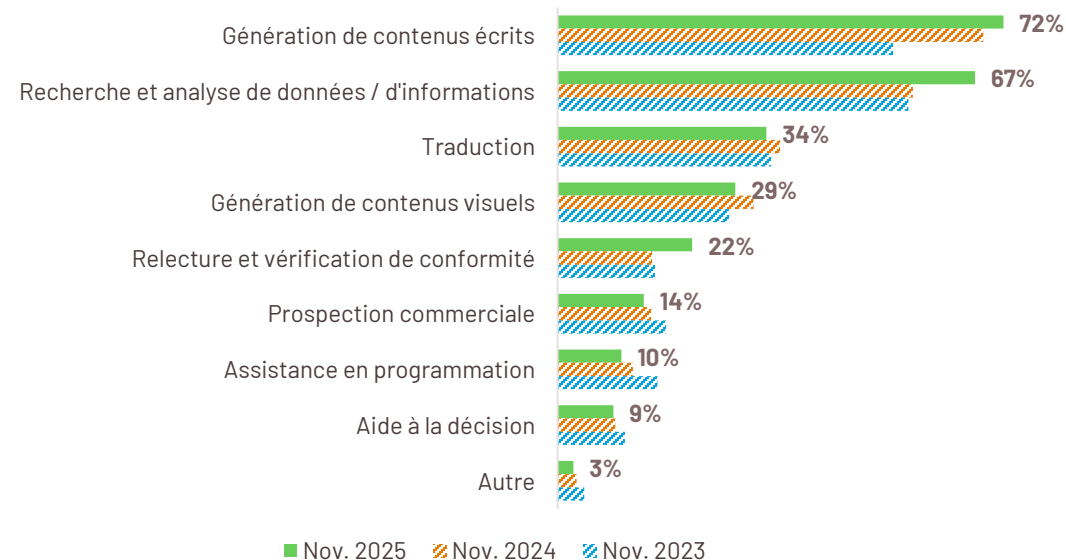 Génération de contenus écrits 72%
Recherche et analyse de données / d'informations 67%
Traduction 34%
Génération de contenus visuels 29%
Relecture et vérification de conformité 22%
Prospection commerciale 14%
Assistance en programmation 10%
Aide à la décision 9%
Autre 3%
Nov. 2025 Nov. 2024 Nov. 2023